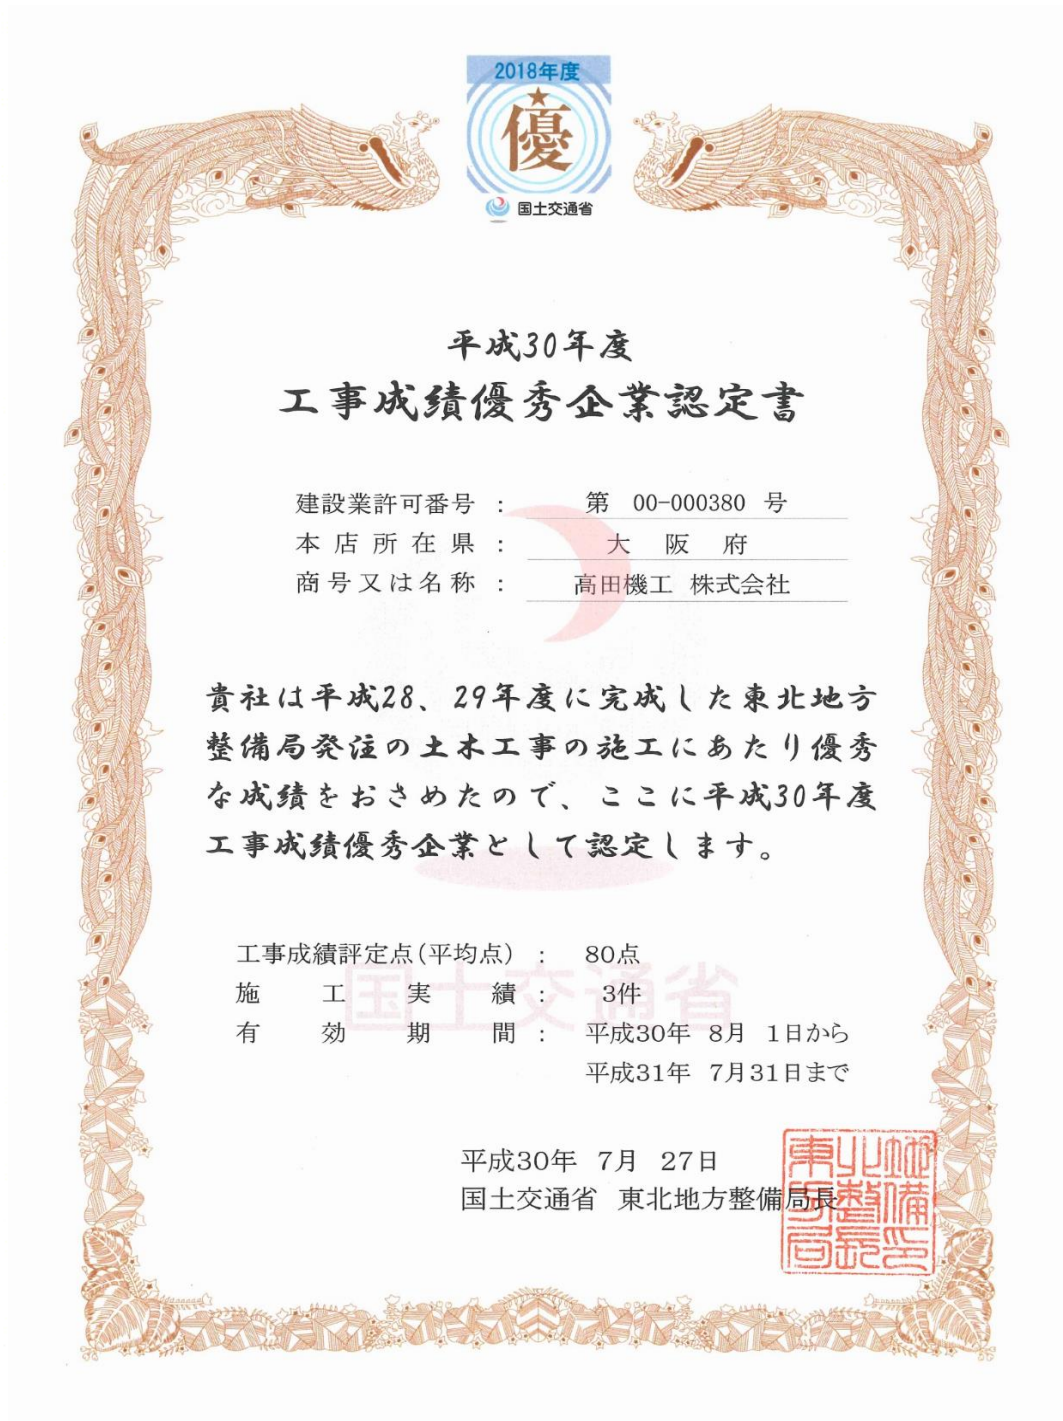 2018年度
優
国土交通省
平成30年度
工事成績優秀企業認定書
建設業許可番号 : 第 00-000380 号
本店所在県 : 大阪府
商号又は名称 : 高田機工 株式会社
貴社は平成28、29年度に完成した東北地方
整備局発注の土木工事の施工にあたり優秀
な成績をおさめたので、ここに平成30年度
工事成績優秀企業として認定します。
工事成績評定点(平均点) : 80点
施工実績 : 3件
有効期間 : 平成30年 8月 1日から
平成31年 7月31日まで
国土交通省
平成30年 7月 27日
国土交通省 東北地方整備局長